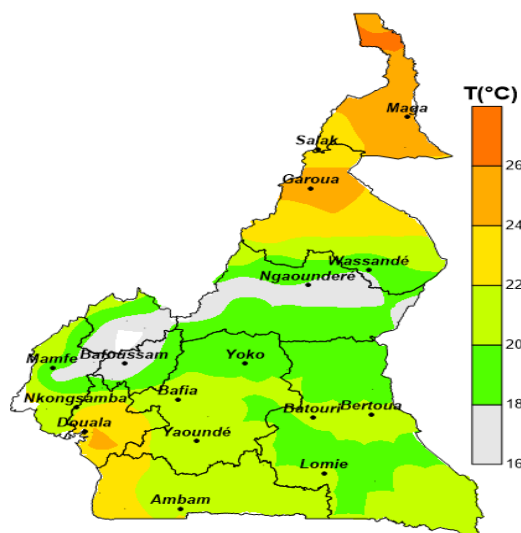 T(°C)
Maga
Salak
Garoua
Wassandé
Ngaounderé
Mamfe
Bafoussam
Yoko
Nkongsamba
Bafia
Batouri
Bertoua
Douala
Yaoundé
Lomie
Ambam
26
24
22
20
18
16